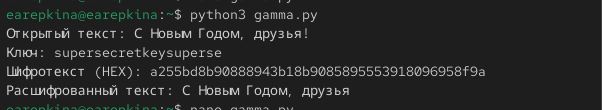 earepkina@earepkina:~$ python3 gamma.py
Открытый текст: С Новым Годом, друзья!
Ключ: supersecretkeysuperse
Шифротекст (HEX): a255bd8b90888943b18b9085895553918096958f9a
Расшифрованный текст: С Новым Годом, друзья
earepkina@earepkina:~$ nano gamma.py